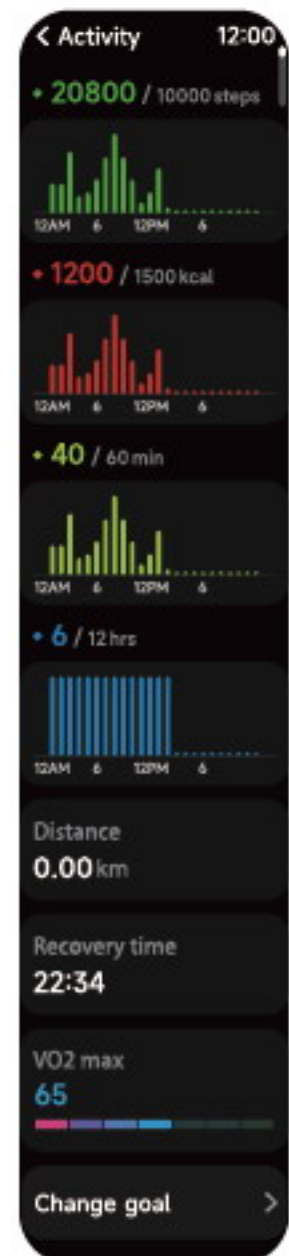 < Activity 12:00
20800 / 10000 steps
12AM 6 12PM 6
1200 / 1500 kcal
12AM 6 12PM 6
40 / 60 min
12AM 6 12PM 6
6 / 12 hrs
12AM 6 12PM 6
Distance
0.00 km
Recovery time
22:34
VO2 max
65
Change goal >